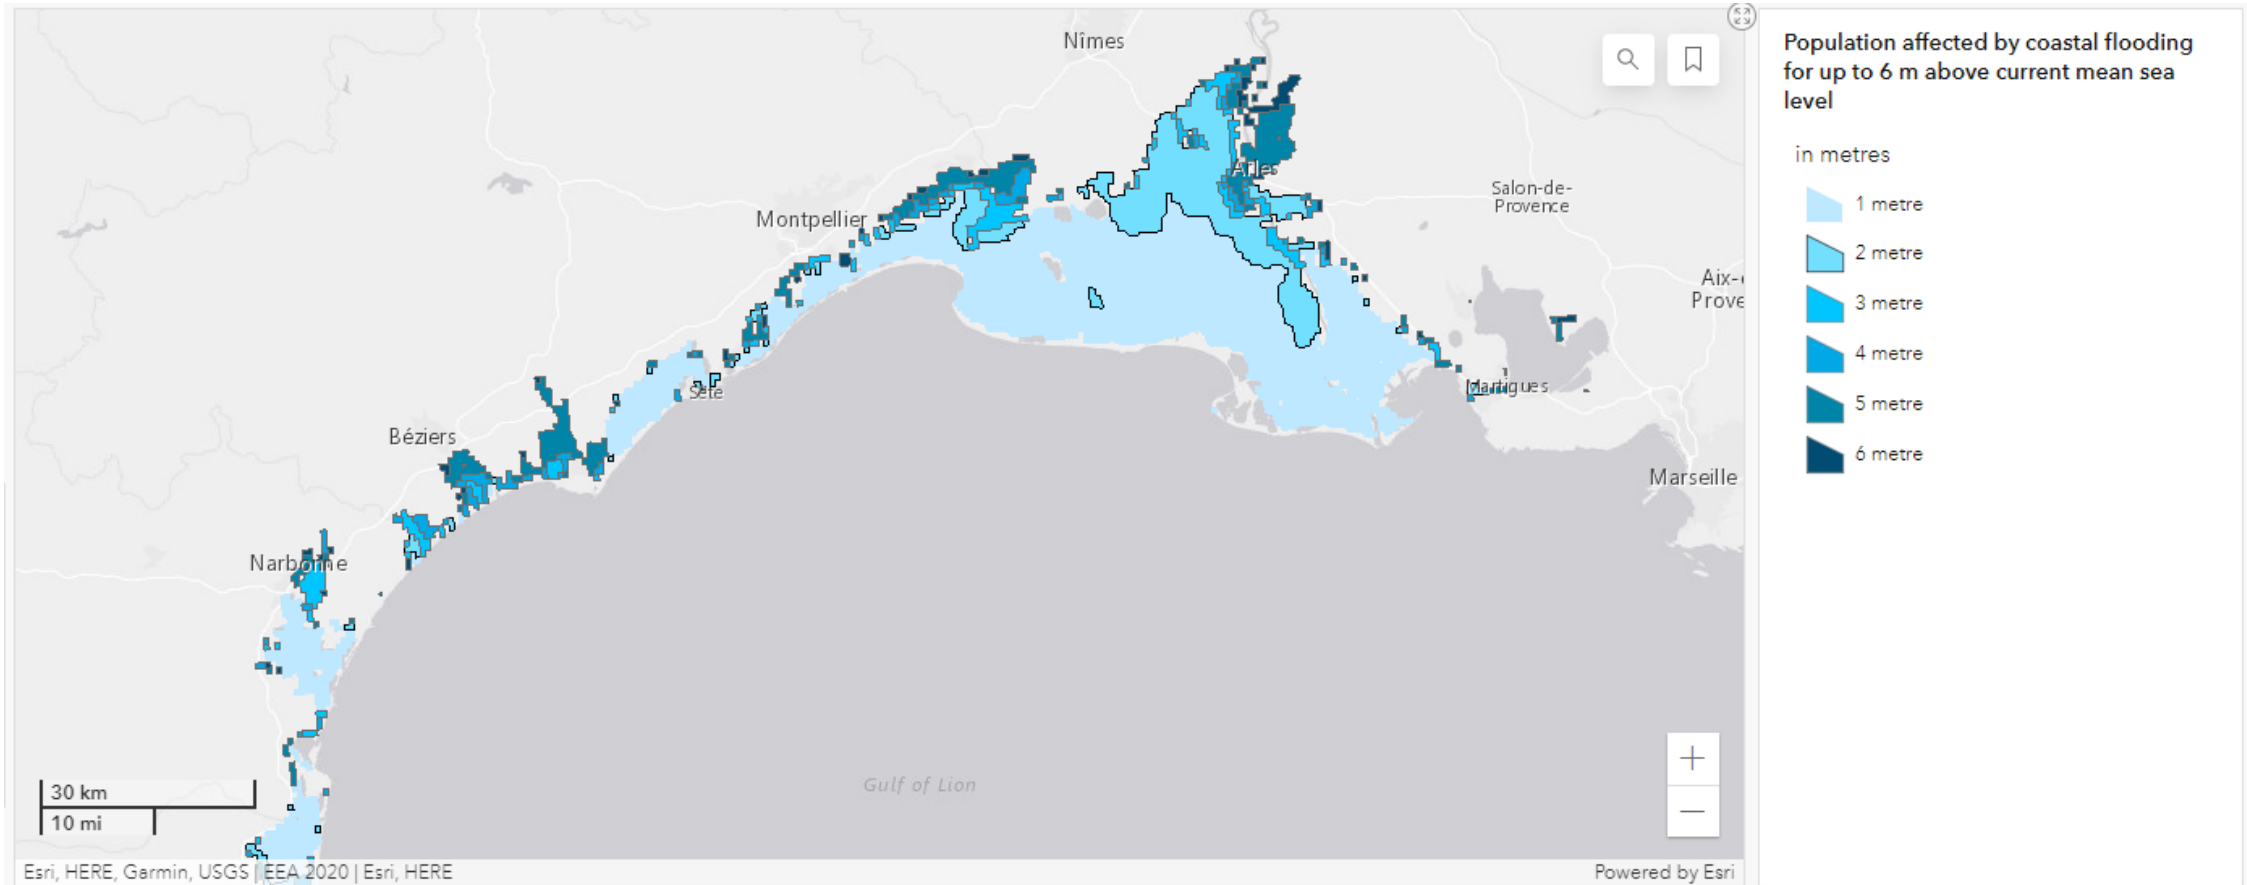 Nîmes
Montpellier
Arles
Salon-de-
Provence
Aix-
Prove
Sète
Martigues
Béziers
Marseille
Narbonne
Gulf of Lion
30 km
10 mi
Esri, HERE, Garmin, USGS | EEA 2020 | Esri, HERE
Powered by Esri
Population affected by coastal flooding
for up to 6 m above current mean sea
level
in metres
1 metre
2 metre
3 metre
4 metre
5 metre
6 metre